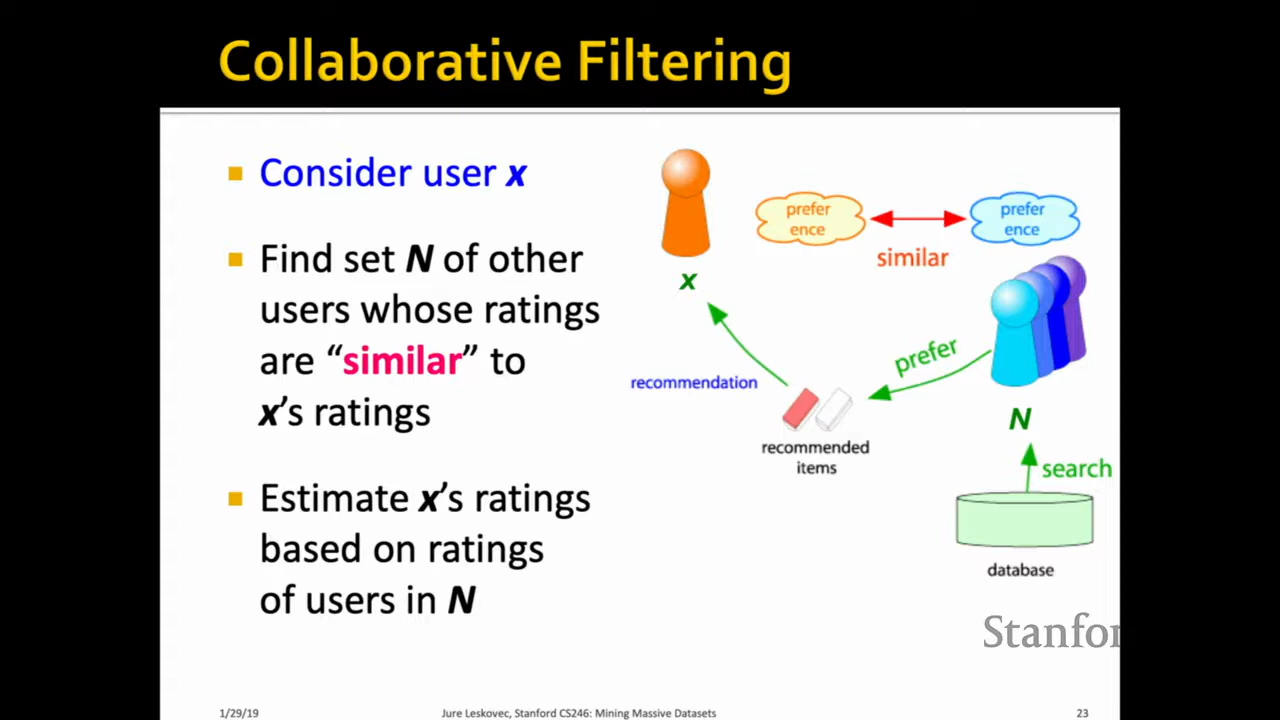 Collaborative Filtering
Consider user x
Find set N of other
users whose ratings
are “similar” to
x’s ratings
Estimate x’s ratings
based on ratings
of users in N
prefer
ence
prefer
ence
similar
x
prefer
recommendation
N
recommended
items
search
database
Stanfor
1/29/19
Jure Leskovec, Stanford CS246: Mining Massive Datasets
23